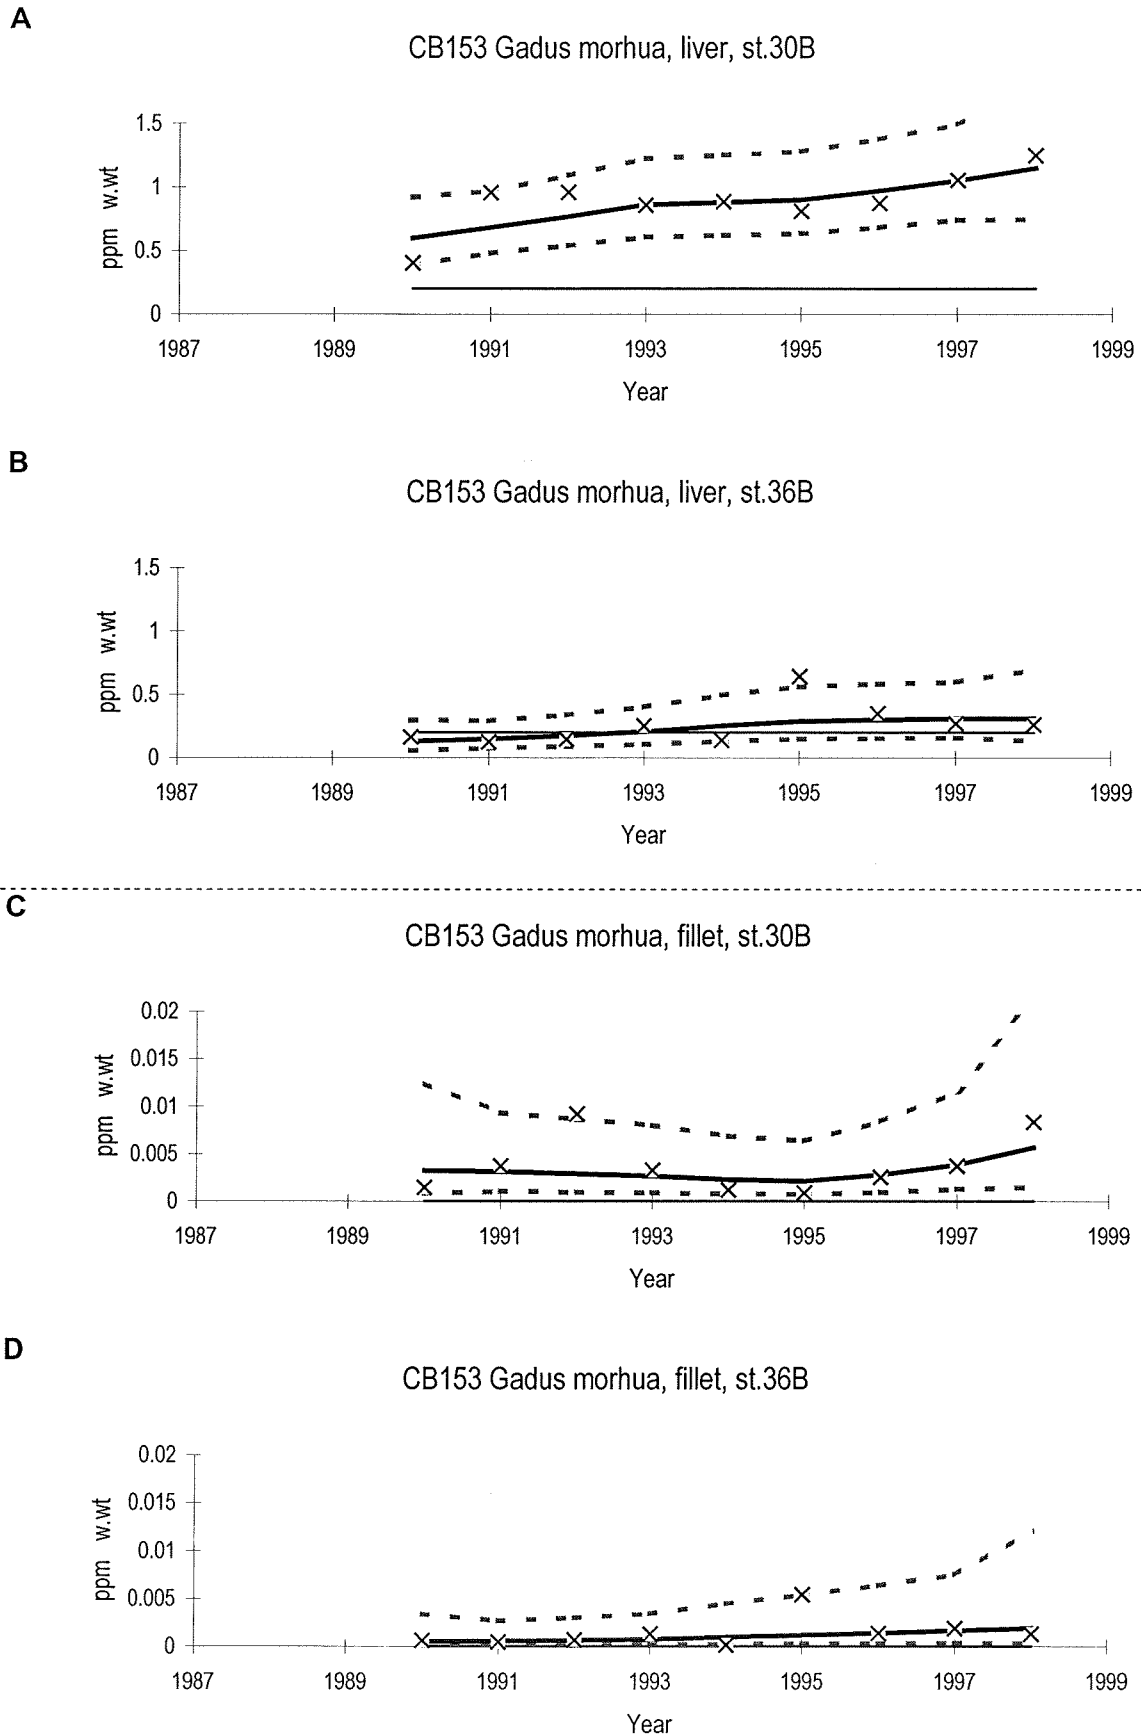 A
CB153 Gadus morhua, liver, st.30B
1.5
1
0.5
0
ppm w.wt
1987 1989 1991 1993 1995 1997 1999
Year
B
CB153 Gadus morhua, liver, st.36B
1.5
1
0.5
0
ppm w.wt
1987 1989 1991 1993 1995 1997 1999
Year
C
CB153 Gadus morhua, fillet, st.30B
0.02
0.015
0.01
0.005
0
ppm w.wt
1987 1989 1991 1993 1995 1997 1999
Year
D
CB153 Gadus morhua, fillet, st.36B
0.02
0.015
0.01
0.005
0
ppm w.wt
1987 1989 1991 1993 1995 1997 1999
Year